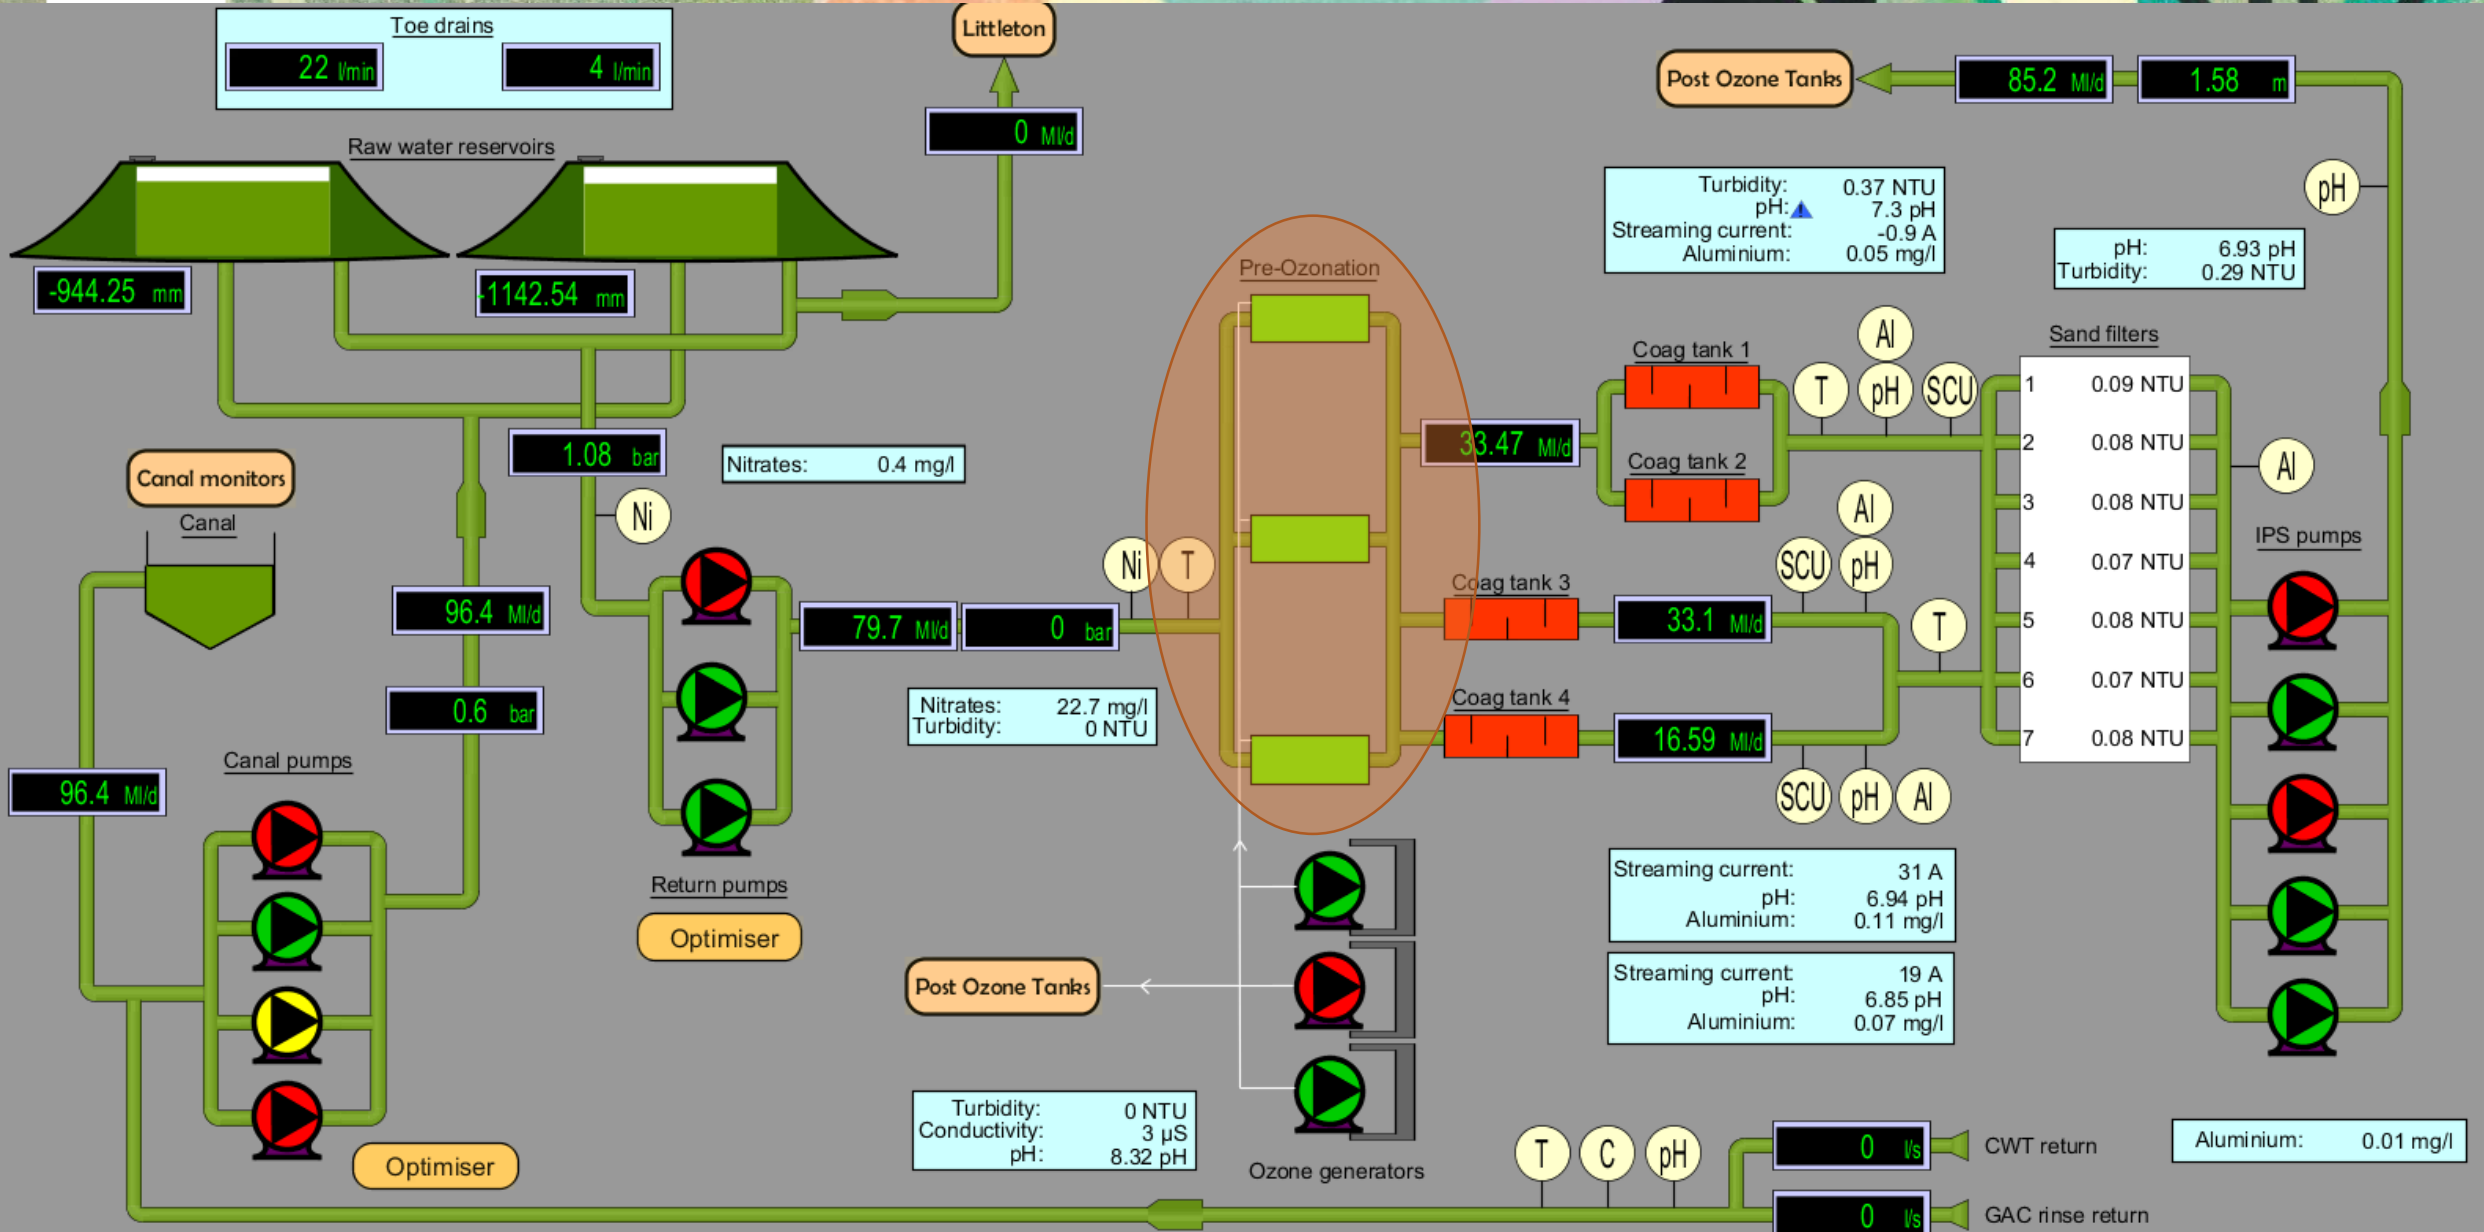 Toe drains
22 l/min
4 l/min
Littleton
0 Ml/d
Post Ozone Tanks
85.2 Ml/d
1.58 m
Raw water reservoirs
-944.25 mm
-1142.54 mm
Turbidity: 0.37 NTU
pH: 7.3 pH
Streaming current: -0.9 A
Aluminium: 0.05 mg/l
pH
pH: 6.93 pH
Turbidity: 0.29 NTU
Pre-Ozonation
Canal monitors
Canal
1.08 bar
Ni
Nitrates: 0.4 mg/l
96.4 Ml/d
0.6 bar
96.4 Ml/d
Canal pumps
Optimiser
Return pumps
Optimiser
79.7 Ml/d
0 bar
Ni
T
Nitrates: 22.7 mg/l
Turbidity: 0 NTU
33.47 Ml/d
Coag tank 1
Coag tank 2
T
Al
pH
SCU
Coag tank 3
33.1 Ml/d
SCU
Al
pH
T
Coag tank 4
16.59 Ml/d
SCU
pH
Al
Sand filters
1 0.09 NTU
2 0.08 NTU
3 0.08 NTU
4 0.07 NTU
5 0.08 NTU
6 0.07 NTU
7 0.08 NTU
Al
IPS pumps
Streaming current: 31 A
pH: 6.94 pH
Aluminium: 0.11 mg/l
Streaming current: 19 A
pH: 6.85 pH
Aluminium: 0.07 mg/l
Post Ozone Tanks
Ozone generators
Turbidity: 0 NTU
Conductivity: 3 µS
pH: 8.32 pH
T
C
pH
0 l/s
CWT return
0 l/s
GAC rinse return
Aluminium: 0.01 mg/l